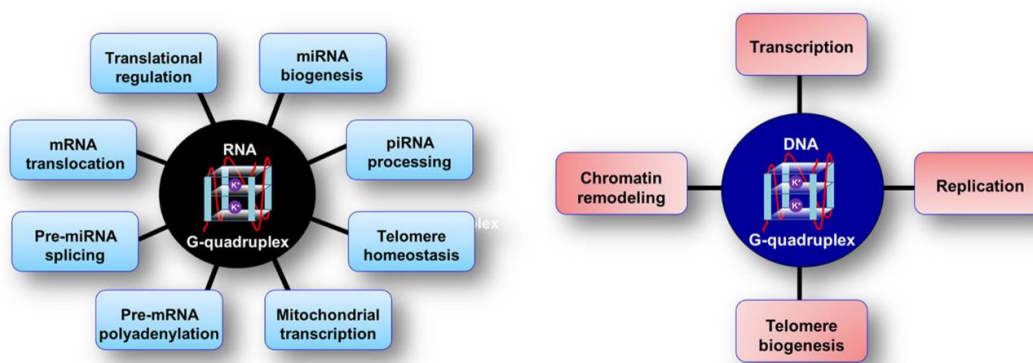 Translational
regulation
miRNA
biogenesis
mRNA
translocation
RNA
K+
K+
G-quadruplex
piRNA
processing
Pre-miRNA
splicing
Telomere
homeostasis
lex
Pre-mRNA
polyadenylation
Mitochondrial
transcription
Transcription
Chromatin
remodeling
DNA
K+
K+
G-quadruplex
Replication
Telomere
biogenesis